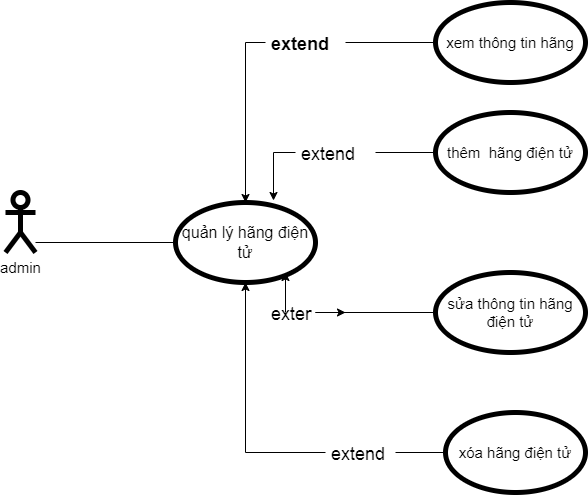 extend
xem thông tin hãng
extend
thêm hãng điện tử
quản lý hãng điện
tử
admin
exter
sửa thông tin hãng
điện tử
extend
xóa hãng điện tử